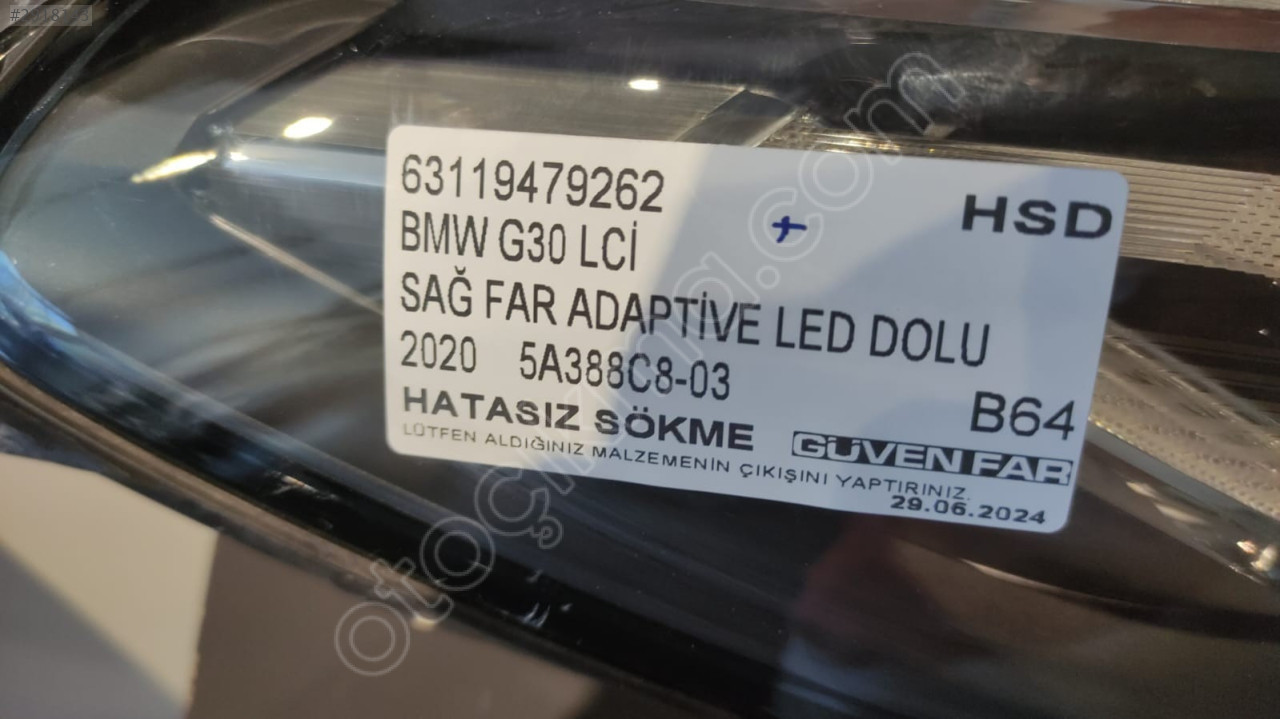 63119479262
HSD
BMW G30 LCİ
SAĞ FAR ADAPTİVE LED DOLU
2020 5A388C8-03
B64
HATASIZ SÖKME
GÜVEN FAR
LÜTFEN ALDIĞINIZ MALZEMENİN ÇIKIŞINI YAPTIRINIZ.
29.06.2024
otoçıkma.com